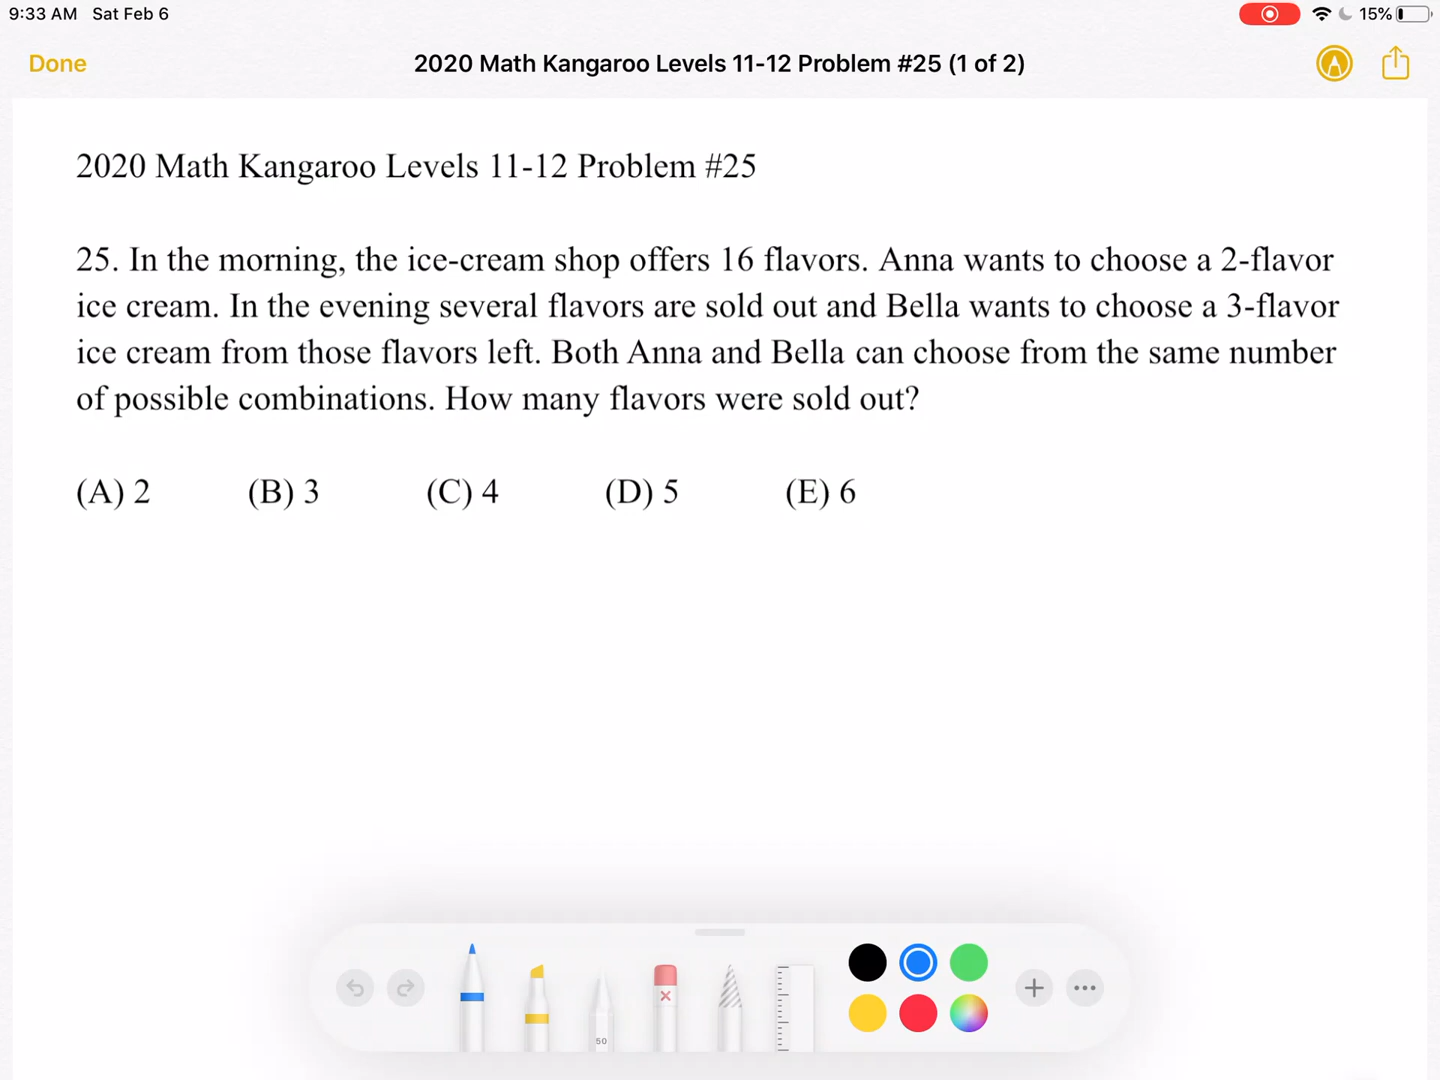 9:33 AM Sat Feb 6 15%
Done 2020 Math Kangaroo Levels 11-12 Problem #25 (1 of 2)
2020 Math Kangaroo Levels 11-12 Problem #25
25. In the morning, the ice-cream shop offers 16 flavors. Anna wants to choose a 2-flavor
ice cream. In the evening several flavors are sold out and Bella wants to choose a 3-flavor
ice cream from those flavors left. Both Anna and Bella can choose from the same number
of possible combinations. How many flavors were sold out?
(A) 2 (B) 3 (C) 4 (D) 5 (E) 6
50